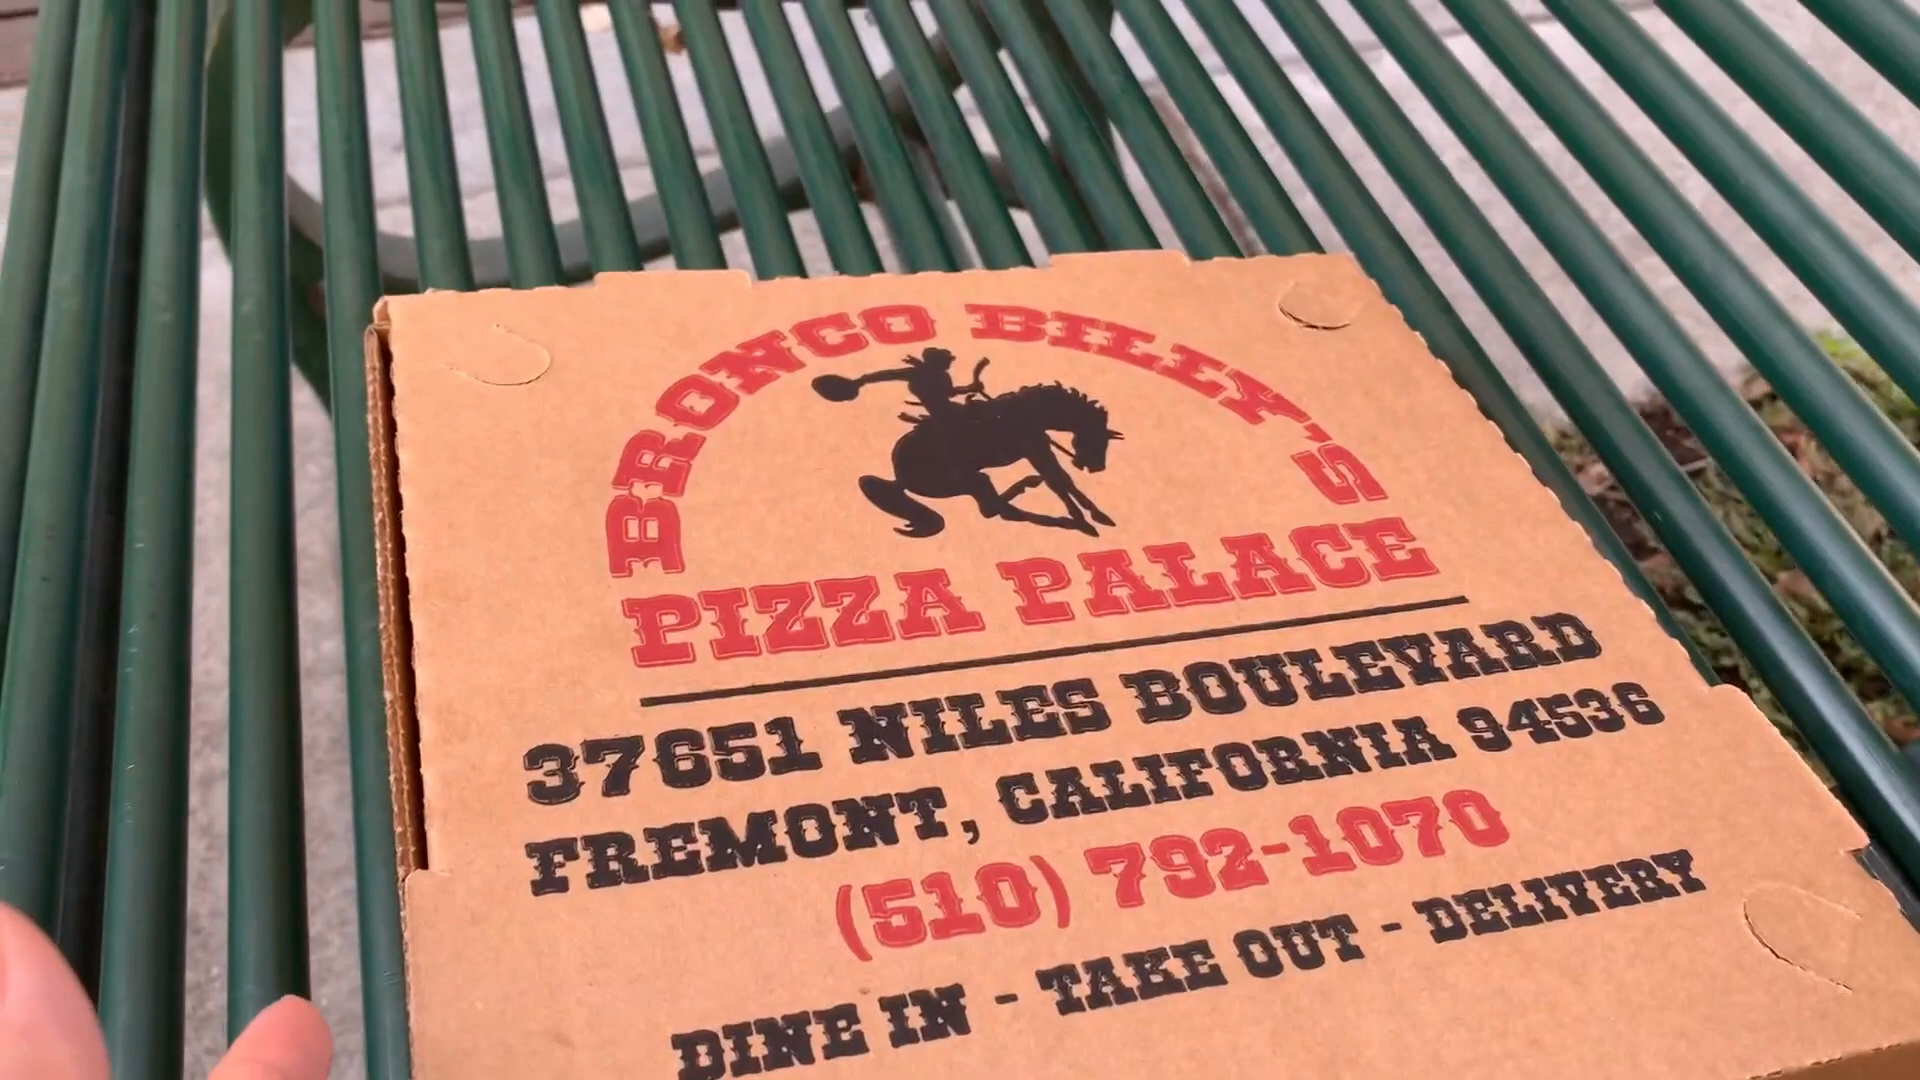 BRONCO BILLY'S
PIZZA PALACE
37651 NILES BOULEVARD
FREMONT, CALIFORNIA 94536
(510) 792-1070
DINE IN - TAKE OUT - DELIVERY